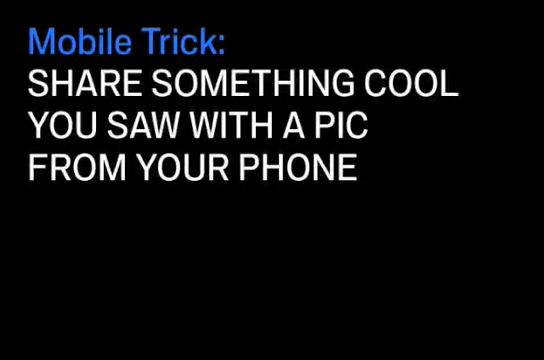 Mobile Trick:
SHARE SOMETHING COOL
YOU SAW WITH A PIC
FROM YOUR PHONE